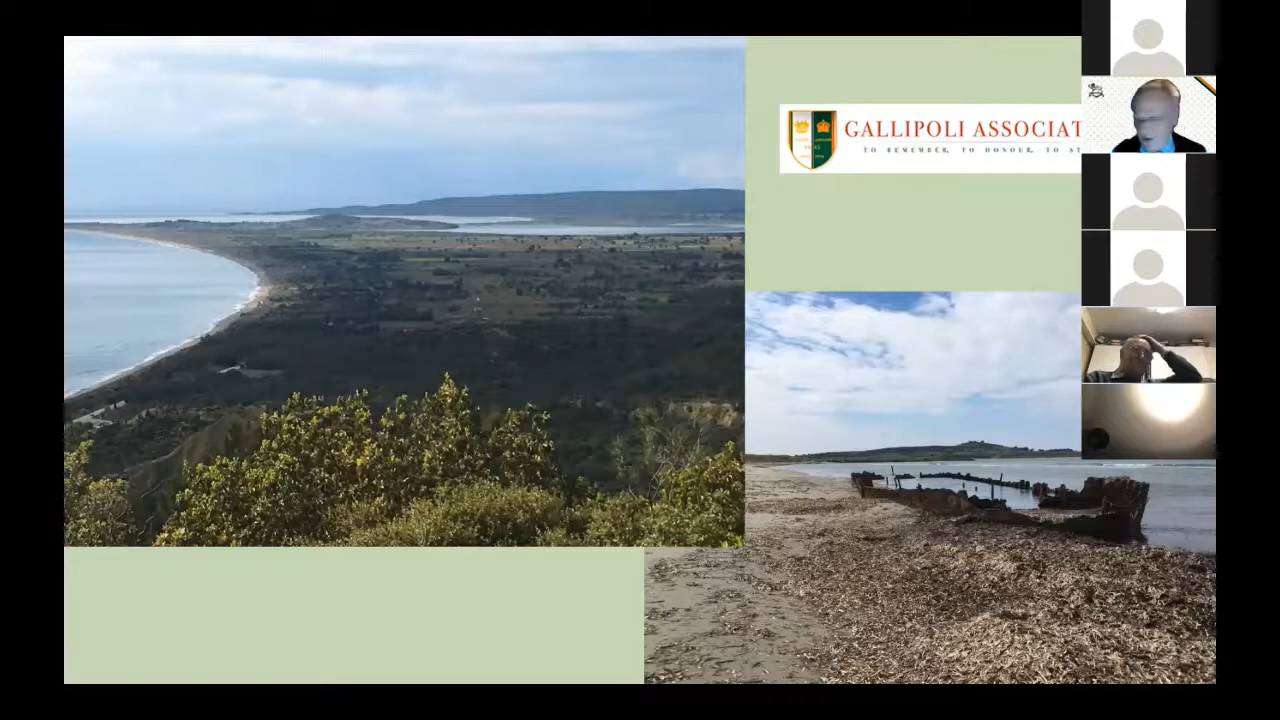 GALLIPOLI ASSOCIAT
TO REMEMBER, TO HONOUR, TO ST